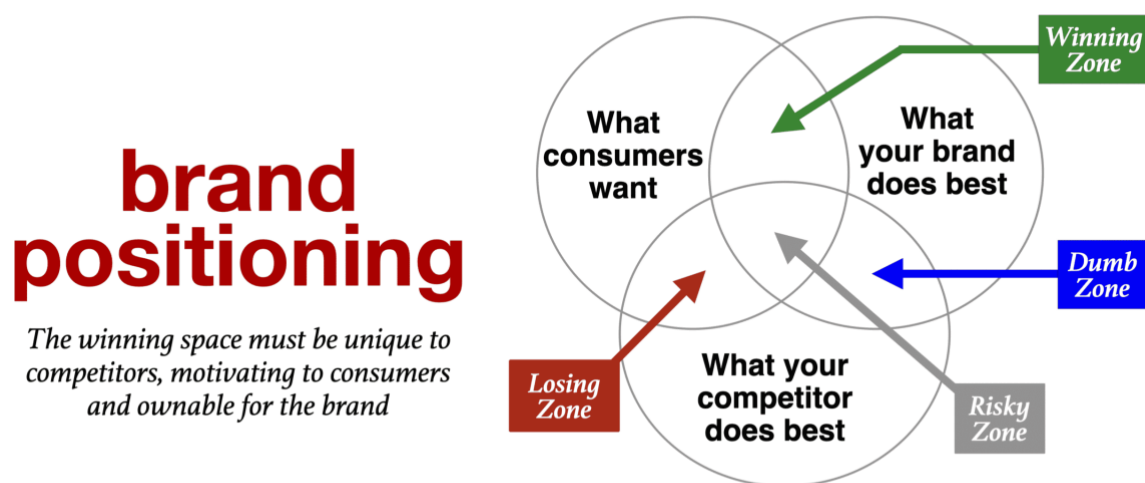 brand
positioning
The winning space must be unique to
competitors, motivating to consumers
and ownable for the brand
What
consumers
want
What
your brand
does best
What your
competitor
does best
Winning
Zone
Dumb
Zone
Losing
Zone
Risky
Zone